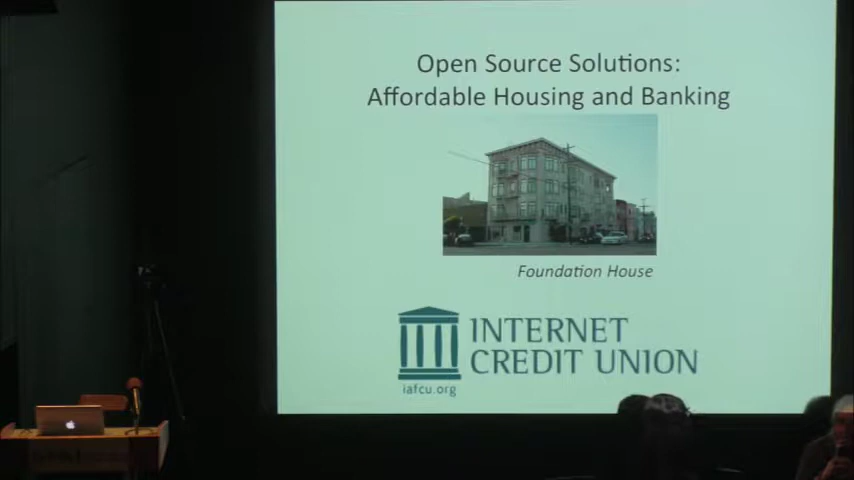 Open Source Solutions:
Affordable Housing and Banking
Foundation House
INTERNET
CREDIT UNION
iafcu.org